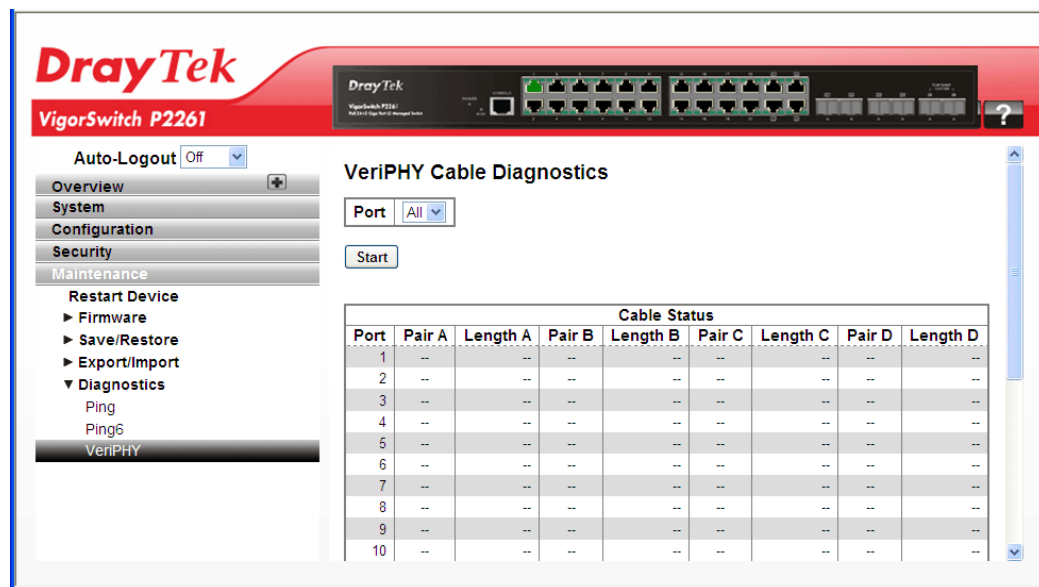 DrayTek
VigorSwitch P2261
DrayTek
VigorSwitch P2261
?
Auto-Logout Off
Overview
System
Configuration
Security
Maintenance
Restart Device
► Firmware
► Save/Restore
► Export/Import
▼ Diagnostics
Ping
Ping6
VeriPHY
VeriPHY Cable Diagnostics
Port All
Start
Cable Status
Port Pair A Length A Pair B Length B Pair C Length C Pair D Length D
1 -- -- -- -- -- -- -- --
2 -- -- -- -- -- -- -- --
3 -- -- -- -- -- -- -- --
4 -- -- -- -- -- -- -- --
5 -- -- -- -- -- -- -- --
6 -- -- -- -- -- -- -- --
7 -- -- -- -- -- -- -- --
8 -- -- -- -- -- -- -- --
9 -- -- -- -- -- -- -- --
10 -- -- -- -- -- -- -- --